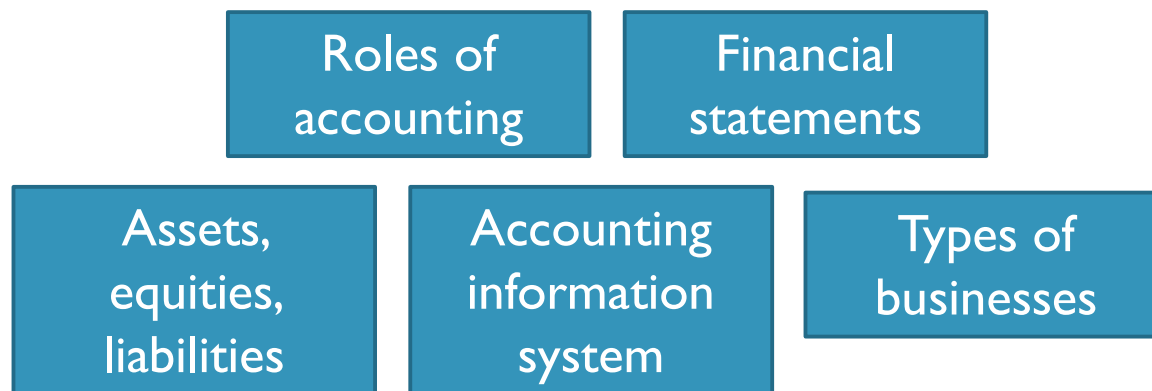 Roles of
accounting
Financial
statements
Assets,
equities,
liabilities
Accounting
information
system
Types of
businesses